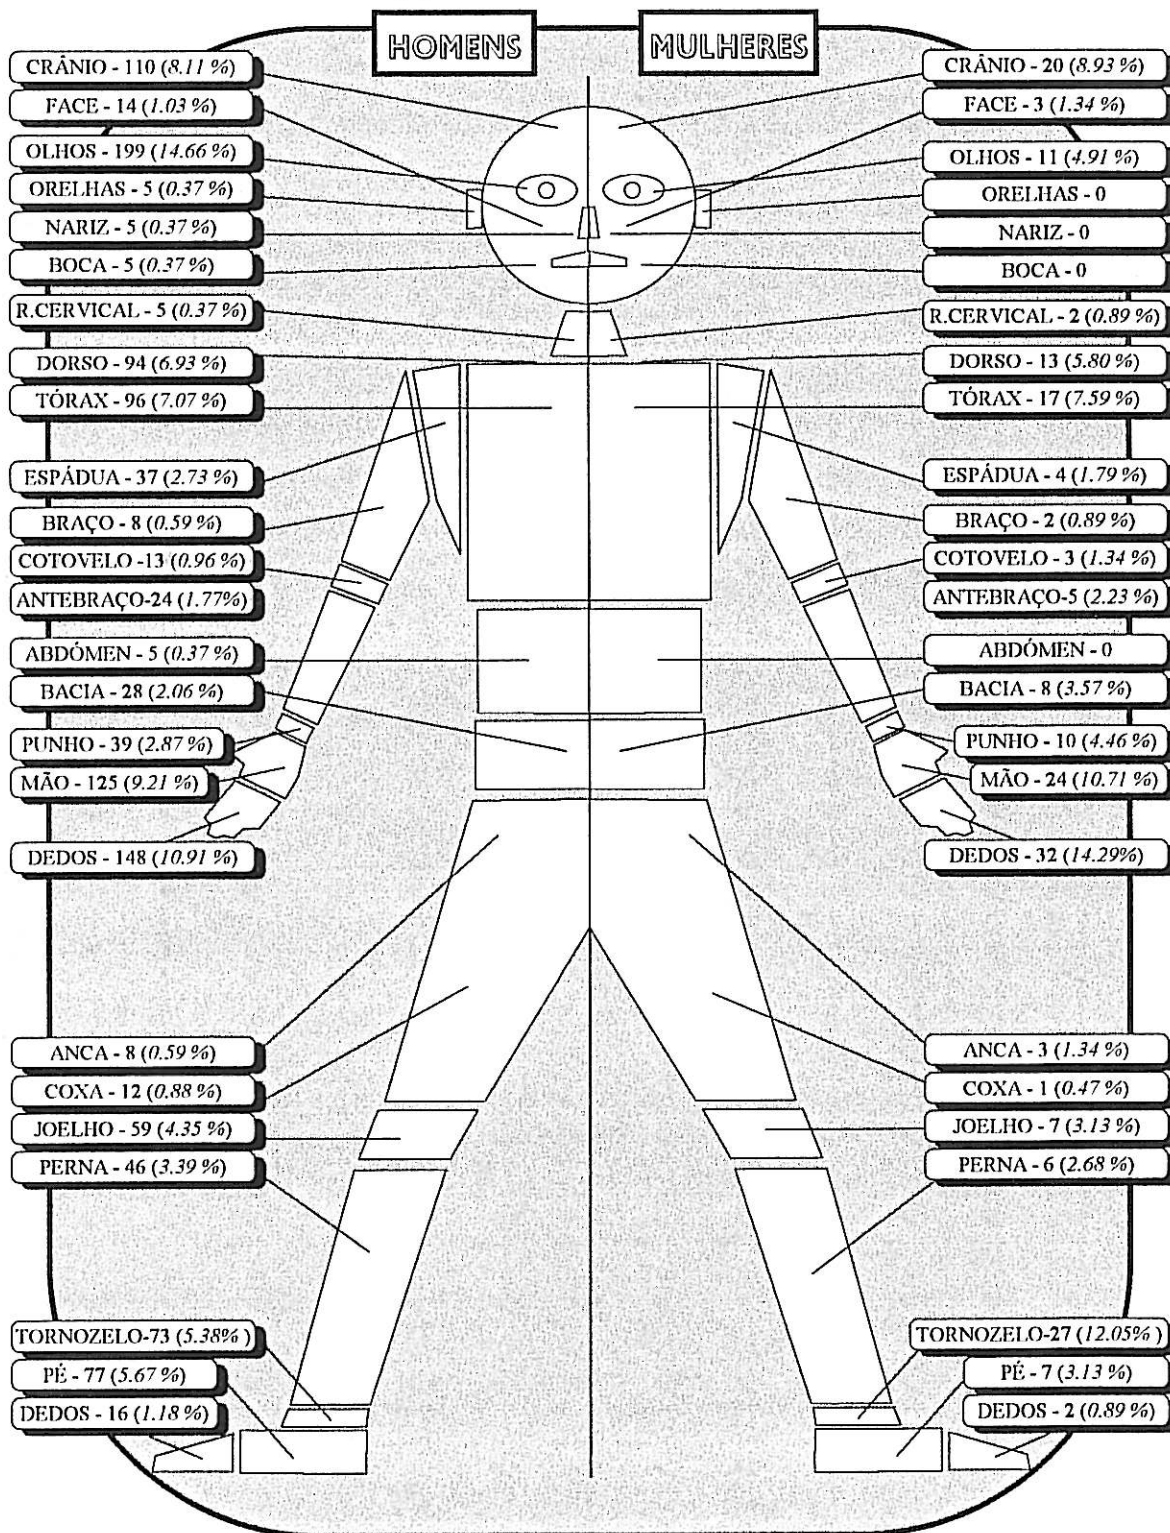 HOMENS
MULHERES
CRÂNIO - 110 (8.11 %)
FACE - 14 (1.03 %)
OLHOS - 199 (14.66 %)
ORELHAS - 5 (0.37 %)
NARIZ - 5 (0.37 %)
BOCA - 5 (0.37 %)
R.CERVICAL - 5 (0.37 %)
DORSO - 94 (6.93 %)
TÓRAX - 96 (7.07 %)
ESPÁDUA - 37 (2.73 %)
BRAÇO - 8 (0.59 %)
COTOVELO -13 (0.96 %)
ANTEBRAÇO-24 (1.77%)
ABDÓMEN - 5 (0.37 %)
BACIA - 28 (2.06 %)
PUNHO - 39 (2.87 %)
MÃO - 125 (9.21 %)
DEDOS - 148 (10.91 %)
ANCA - 8 (0.59 %)
COXA - 12 (0.88 %)
JOELHO - 59 (4.35 %)
PERNA - 46 (3.39 %)
TORNOZELO-73 (5.38% )
PÉ - 77 (5.67 %)
DEDOS - 16 (1.18 %)
CRÂNIO - 20 (8.93 %)
FACE - 3 (1.34 %)
OLHOS - 11 (4.91 %)
ORELHAS - 0
NARIZ - 0
BOCA - 0
R.CERVICAL - 2 (0.89 %)
DORSO - 13 (5.80 %)
TÓRAX - 17 (7.59 %)
ESPÁDUA - 4 (1.79 %)
BRAÇO - 2 (0.89 %)
COTOVELO - 3 (1.34 %)
ANTEBRAÇO-5 (2.23 %)
ABDÓMEN - 0
BACIA - 8 (3.57 %)
PUNHO - 10 (4.46 %)
MÃO - 24 (10.71 %)
DEDOS - 32 (14.29%)
ANCA - 3 (1.34 %)
COXA - 1 (0.47 %)
JOELHO - 7 (3.13 %)
PERNA - 6 (2.68 %)
TORNOZELO-27 (12.05% )
PÉ - 7 (3.13 %)
DEDOS - 2 (0.89 %)